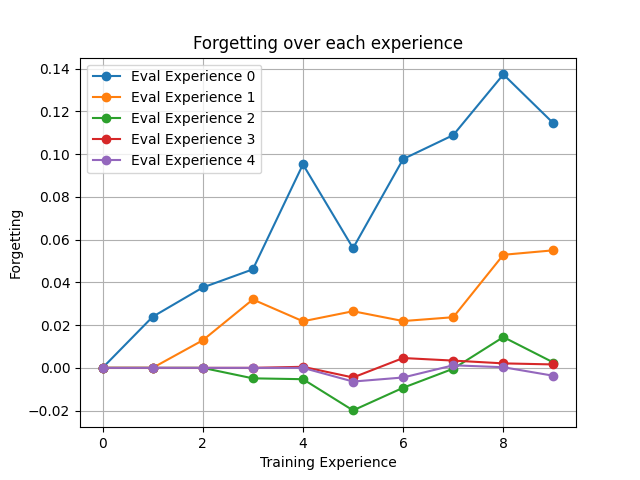 Forgetting over each experience
Eval Experience 0
Eval Experience 1
Eval Experience 2
Eval Experience 3
Eval Experience 4
Forgetting
0.14
0.12
0.10
0.08
0.06
0.04
0.02
0.00
−0.02
0 2 4 6 8
Training Experience